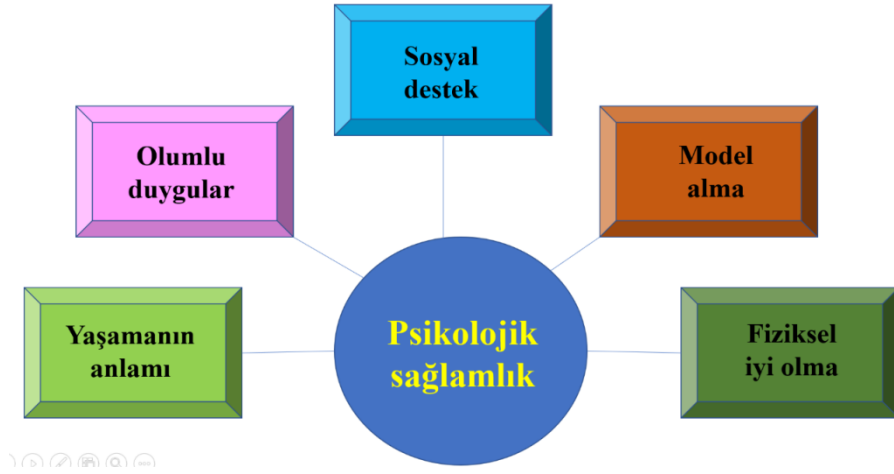 Sosyal
destek
Olumlu
duygular
Model
alma
Yaşamanın
anlamı
Psikolojik
sağlamlık
Fiziksel
iyi olma